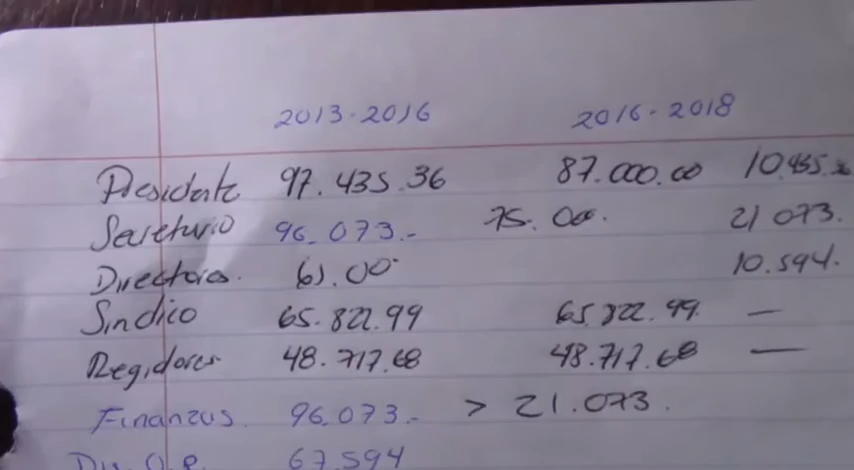 2013-2016 2016-2018
Presidente 97.435.36 87.000.00 10.435.
Secretario 96.073.- 75.00. 21 073.
Directores. 10.594.
Sindico 65.822.99 65.822.99. —
Regidores 48.717.68 48.717.68 —
Finanzas. 96.073.- > 21.073.
67.594